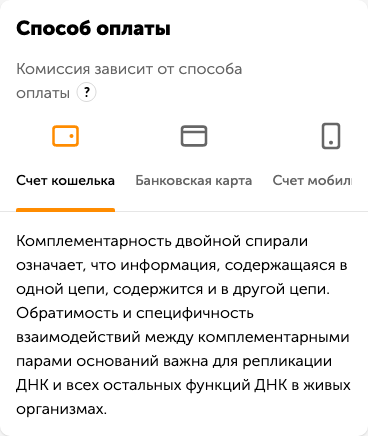 Способ оплаты
Комиссия зависит от способа
оплаты ?
Счет кошелька Банковская карта Счет мобил
Комплементарность двойной спирали
означает, что информация, содержащаяся в
одной цепи, содержится и в другой цепи.
Обратимость и специфичность
взаимодействий между комплементарными
парами оснований важна для репликации
ДНК и всех остальных функций ДНК в живых
организмах.